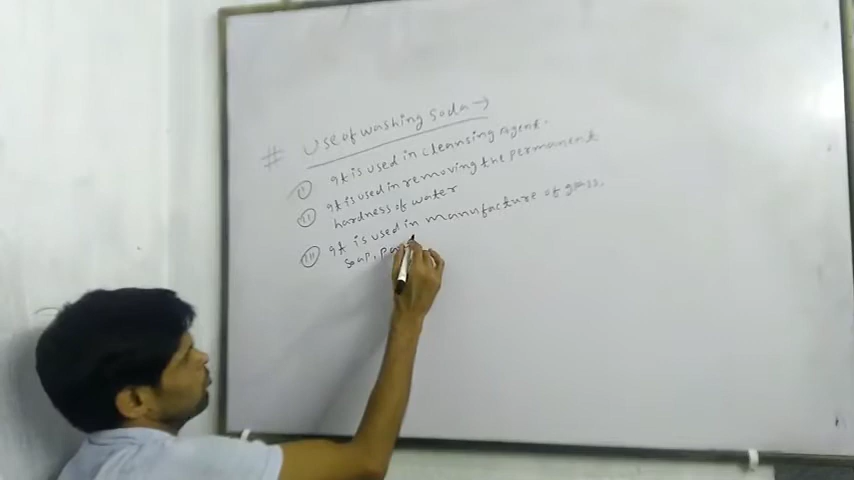 # Use of washing Soda →
(i) It is used in cleansing Agent.
(ii) It is used in removing the permanent
hardness of water
(iii) It is used in manufacture of glass,
Soap, Pa